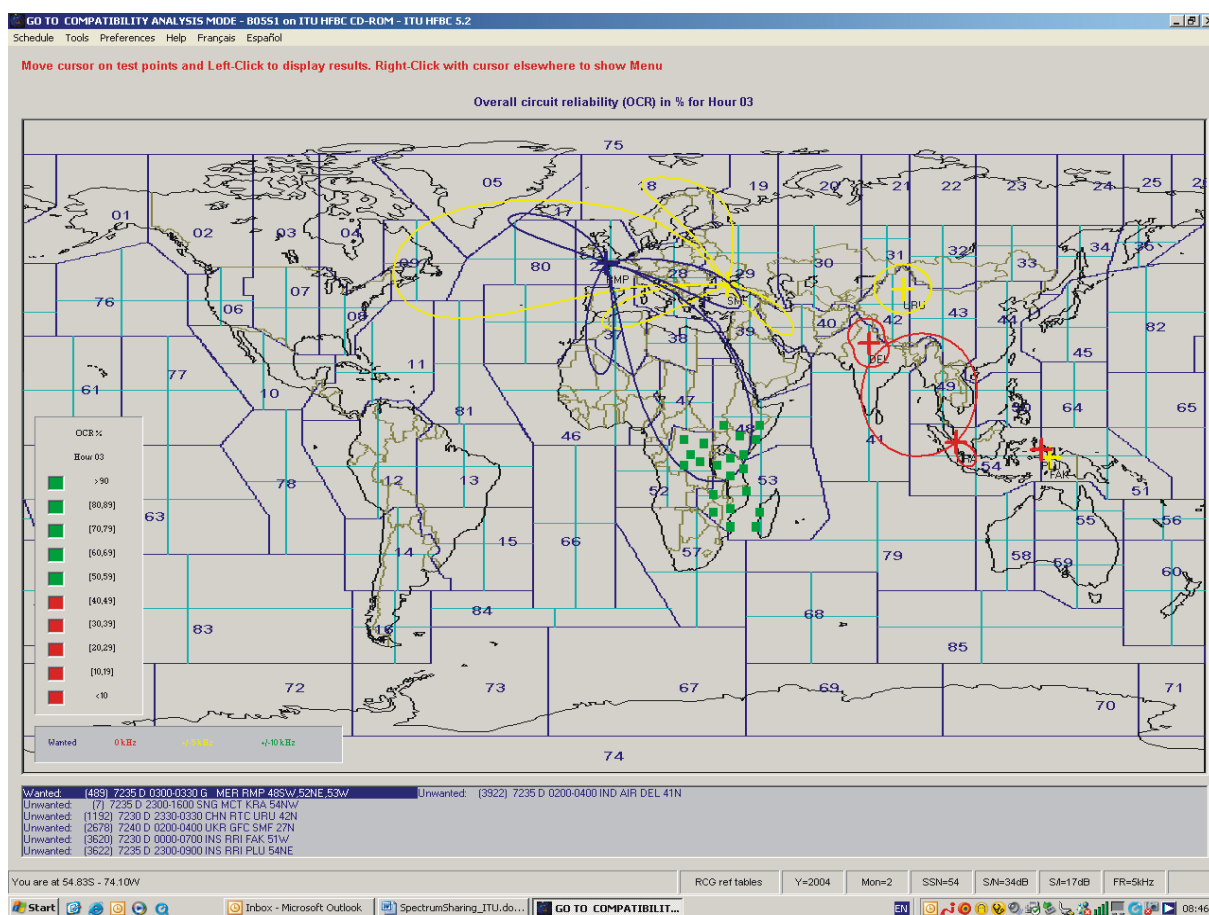 GO TO COMPATIBILITY ANALYSIS MODE - B05S1 on ITU HFBC CD-ROM - ITU HFBC 5.2
Schedule Tools Preferences Help Français Español
Move cursor on test points and Left-Click to display results. Right-Click with cursor elsewhere to show Menu
Overall circuit reliability (OCR) in % for Hour 03
75
05 18 19 20 21 22 23 24 25
01 17
02 03 04 31 32 34
09 80 28 29 30 33
RMP SMF URU
76 07 06 08 37 38 39 40 42 43 44 82
DEL
11 45
77 61 10 81 47 49 64 65
46 48 41
KRA PLU FAK
78 12 13 52 53 54 51
63 55 56
14 15 66 57 79 58 59 60
84 68
83 16 85
72 73 67 69 71
70
74
OCR %
Hour 03
>90
[80,89]
[70,79]
[60,69]
[50,59]
[40,49]
[30,39]
[20,29]
[10,19]
<10
Wanted 0 kHz +/-5 kHz +/-10 kHz
Wanted: (489) 7235 D 0300-0330 G MER RMP 48SW,52NE,53W Unwanted: (3922) 7235 D 0200-0400 IND AIR DEL 41N
Unwanted: (7) 7235 D 2300-1600 SNG MCT KRA 54NW
Unwanted: (1192) 7230 D 2330-0330 CHN RTC URU 42N
Unwanted: (2678) 7240 D 0200-0400 UKR GFC SMF 27N
Unwanted: (3620) 7230 D 0000-0700 INS RRI FAK 51W
Unwanted: (3622) 7235 D 2300-0900 INS RRI PLU 54NE
You are at 54.83S - 74.10W RCG ref tables Y=2004 Mon=2 SSN=54 S/N=34dB S/I=17dB FR=5kHz
Start Inbox - Microsoft Outlook SpectrumSharing_ITU.do... GO TO COMPATIBILIT... EN 08:46